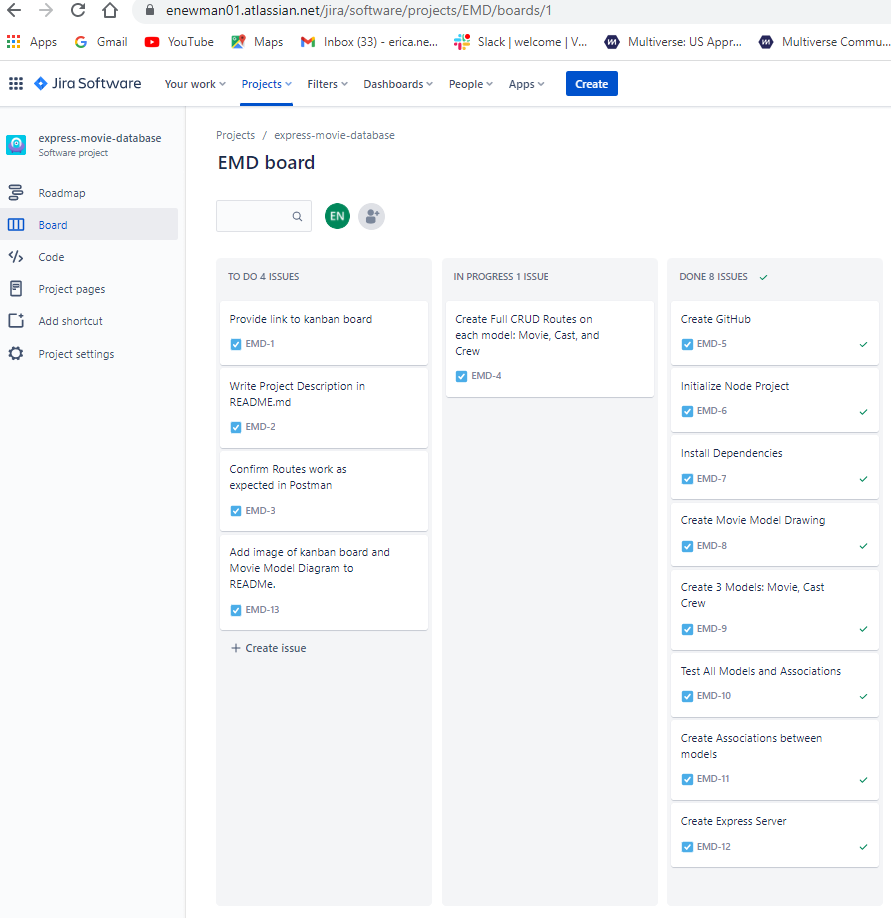 enewman01.atlassian.net/jira/software/projects/EMD/boards/1
Apps Gmail YouTube Maps Inbox (33) - erica.ne... Slack | welcome | V... Multiverse: US Appr... Multiverse Commu...
Jira Software Your work Projects Filters Dashboards People Apps Create
express-movie-database
Software project
Roadmap
Board
Code
Project pages
Add shortcut
Project settings
Projects / express-movie-database
EMD board
EN
TO DO 4 ISSUES
Provide link to kanban board
EMD-1
Write Project Description in
README.md
EMD-2
Confirm Routes work as
expected in Postman
EMD-3
Add image of kanban board and
Movie Model Diagram to
READMe.
EMD-13
+ Create issue
IN PROGRESS 1 ISSUE
Create Full CRUD Routes on
each model: Movie, Cast, and
Crew
EMD-4
DONE 8 ISSUES
Create GitHub
EMD-5
Initialize Node Project
EMD-6
Install Dependencies
EMD-7
Create Movie Model Drawing
EMD-8
Create 3 Models: Movie, Cast
Crew
EMD-9
Test All Models and Associations
EMD-10
Create Associations between
models
EMD-11
Create Express Server
EMD-12